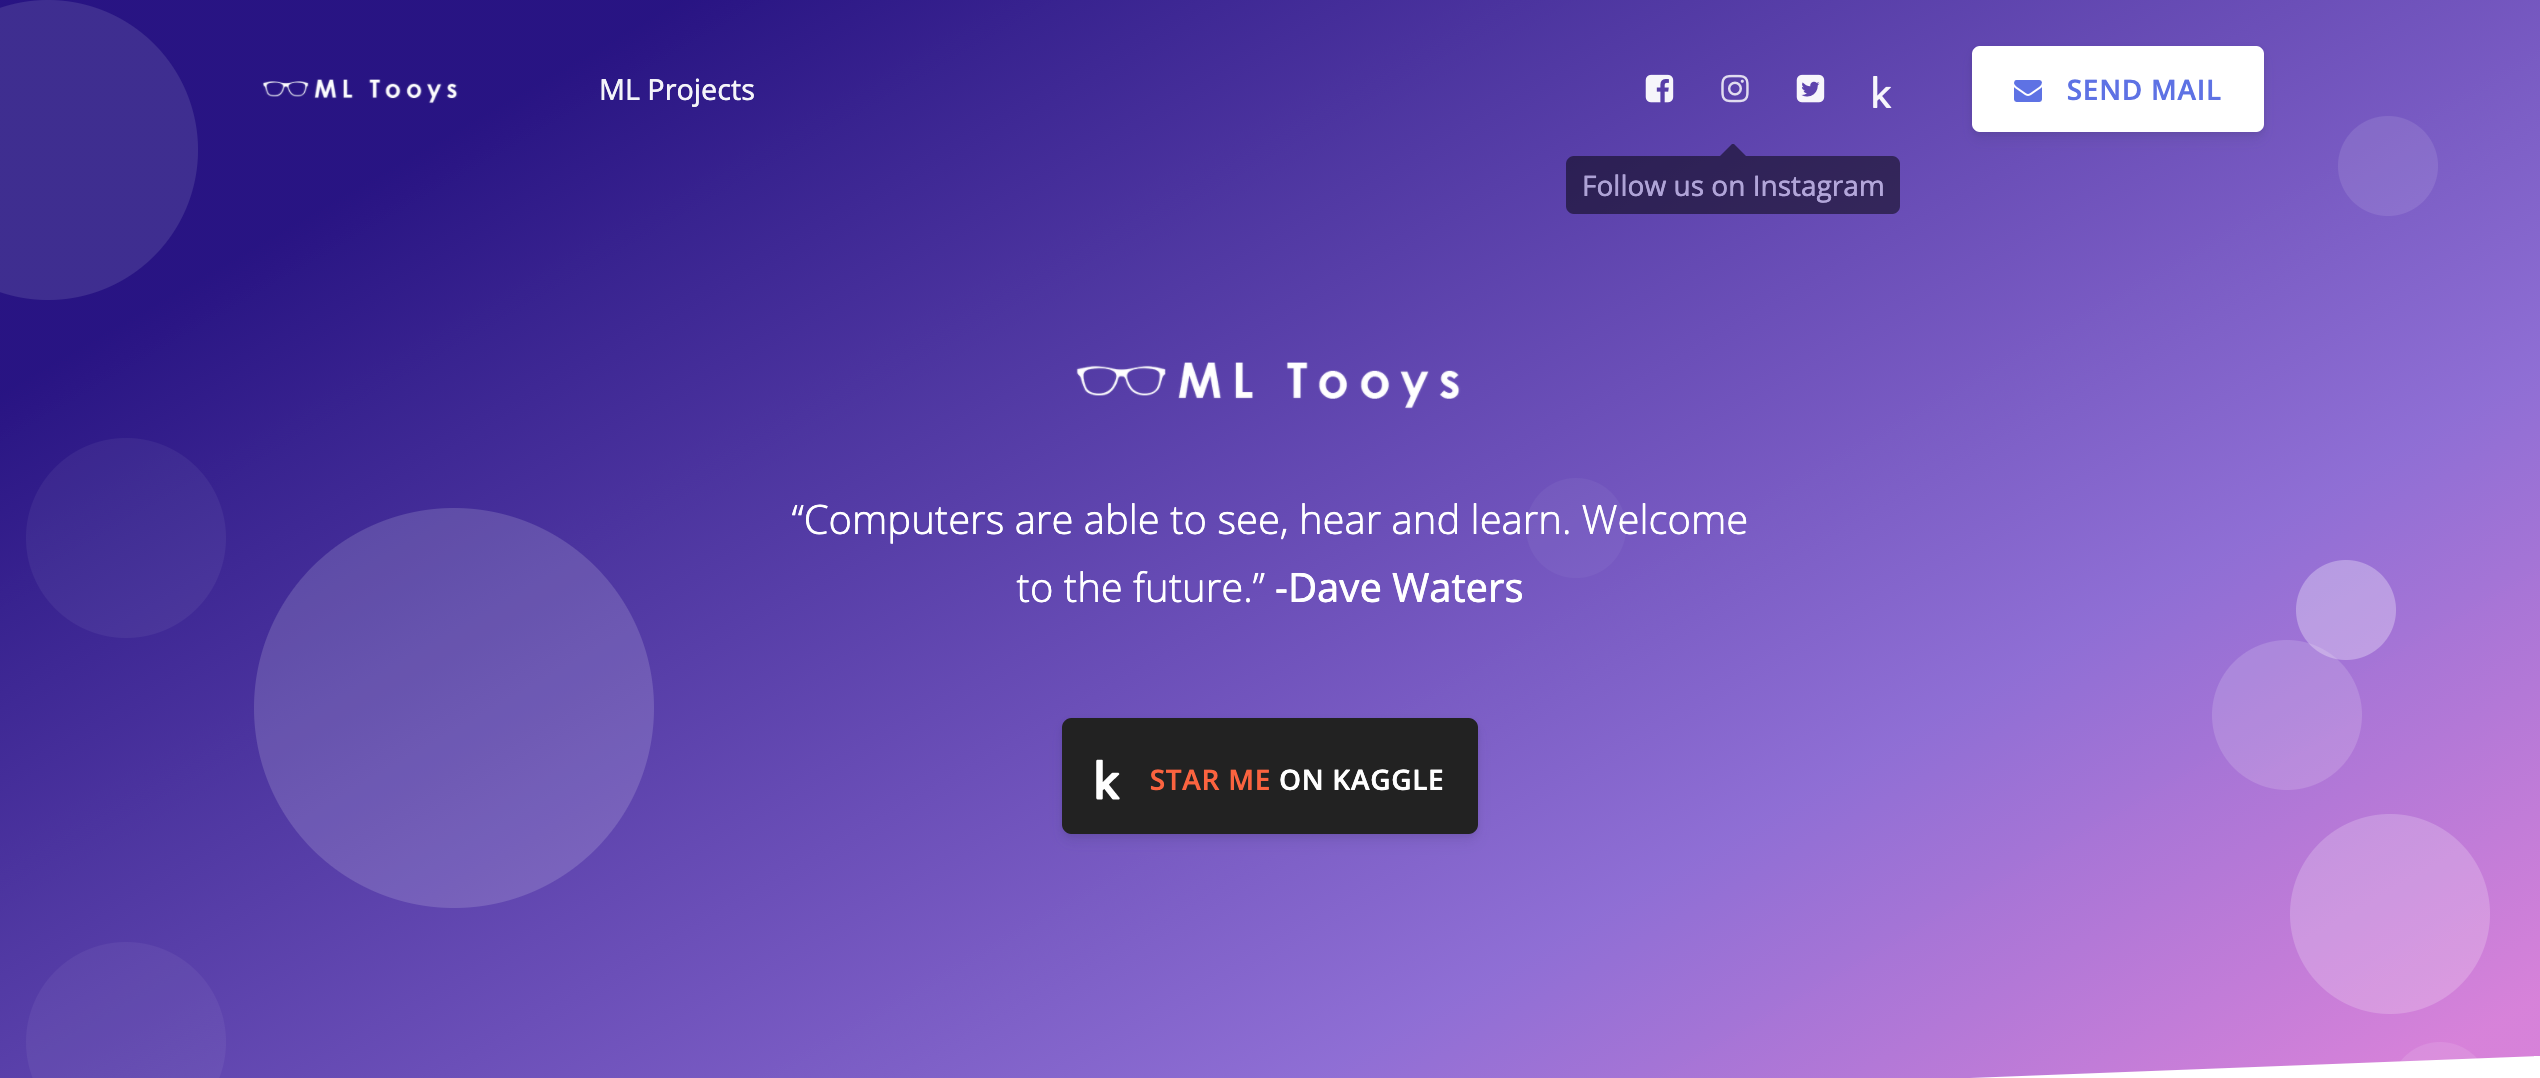 ML Tooys
ML Projects
k
SEND MAIL
Follow us on Instagram
ML Tooys
“Computers are able to see, hear and learn. Welcome
to the future.” -Dave Waters
k STAR ME ON KAGGLE